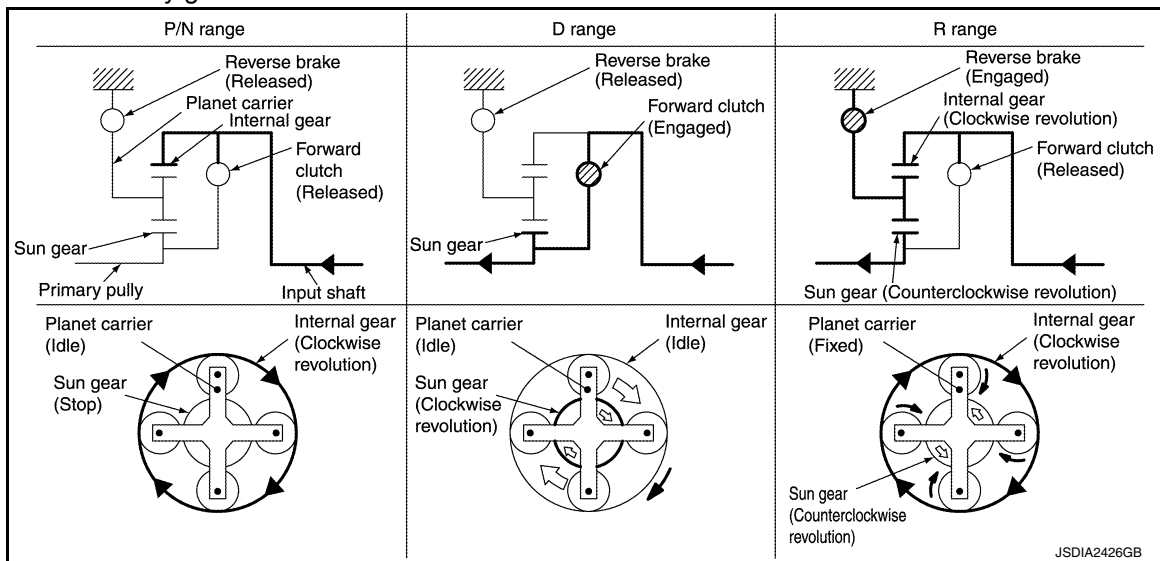 P/N range
D range
R range
Reverse brake
(Released)
Planet carrier
Internal gear
Forward
clutch
(Released)
Sun gear
Primary pully
Input shaft
Reverse brake
(Released)
Forward clutch
(Engaged)
Sun gear
Reverse brake
(Engaged)
Internal gear
(Clockwise revolution)
Forward clutch
(Released)
Sun gear (Counterclockwise revolution)
Planet carrier
(Idle)
Internal gear
(Clockwise
revolution)
Sun gear
(Stop)
Planet carrier
(Idle)
Internal gear
(Idle)
Sun gear
(Clockwise
revolution)
Planet carrier
(Fixed)
Internal gear
(Clockwise
revolution)
Sun gear
(Counterclockwise
revolution)
JSDIA2426GB